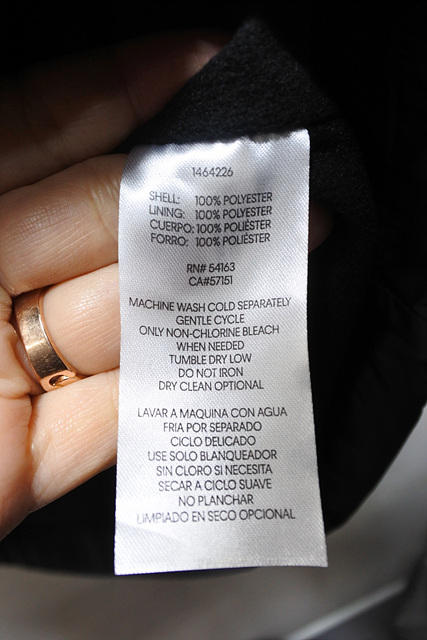 1464226
SHELL: 100% POLYESTER
LINING: 100% POLYESTER
CUERPO: 100% POLIÉSTER
FORRO: 100% POLIÉSTER
RN# 54163
CA#57151
MACHINE WASH COLD SEPARATELY
GENTLE CYCLE
ONLY NON-CHLORINE BLEACH
WHEN NEEDED
TUMBLE DRY LOW
DO NOT IRON
DRY CLEAN OPTIONAL
LAVAR A MAQUINA CON AGUA
FRIA POR SEPARADO
CICLO DELICADO
USE SOLO BLANQUEADOR
SIN CLORO SI NECESITA
SECAR A CICLO SUAVE
NO PLANCHAR
LIMPIADO EN SECO OPCIONAL